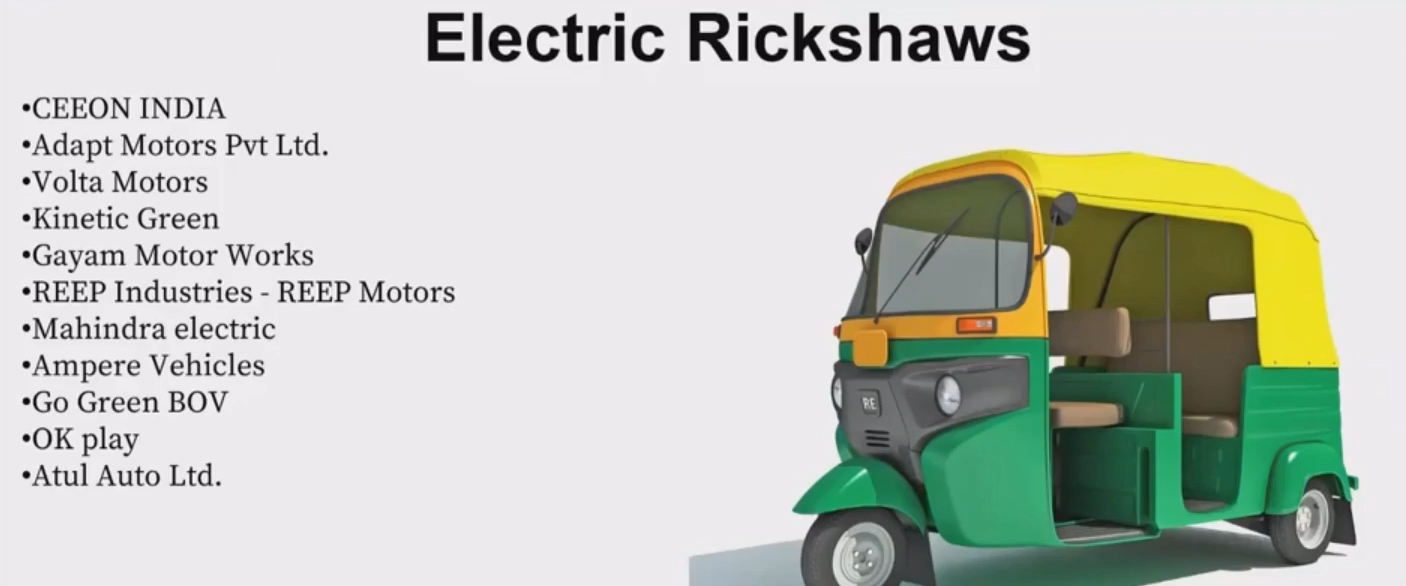 Electric Rickshaws
•CEEON INDIA
•Adapt Motors Pvt Ltd.
•Volta Motors
•Kinetic Green
•Gayam Motor Works
•REEP Industries - REEP Motors
•Mahindra electric
•Ampere Vehicles
•Go Green BOV
•OK play
•Atul Auto Ltd.
RE